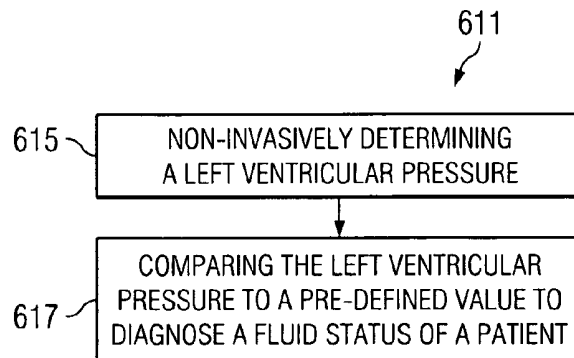 611
615
NON-INVASIVELY DETERMINING
A LEFT VENTRICULAR PRESSURE
617
COMPARING THE LEFT VENTRICULAR
PRESSURE TO A PRE-DEFINED VALUE TO
DIAGNOSE A FLUID STATUS OF A PATIENT